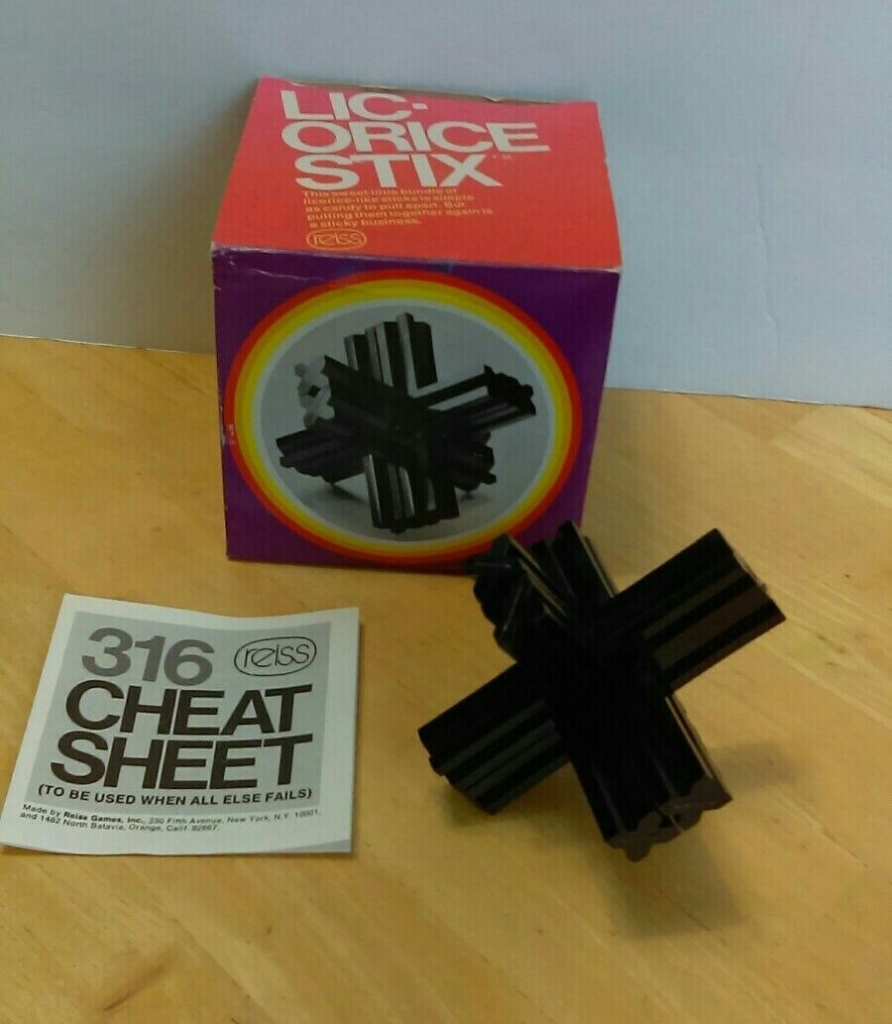 LIC-
ORICE
STIX
This sweet little bundle of
licorice-like sticks is simple
as candy to pull apart. But
putting them together again is
a sticky business.
reiss
316 reiss
CHEAT
SHEET
(TO BE USED WHEN ALL ELSE FAILS)
Made by Reiss Games, Inc., 230 Fifth Avenue, New York, N.Y. 10001,
and 1482 North Batavia, Orange, Calif. 92667.